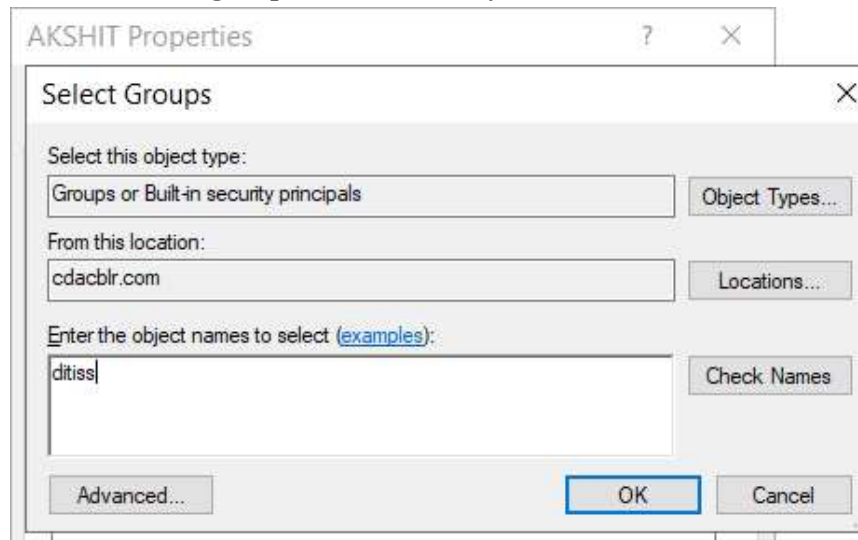 AKSHIT Properties ? ×
Select Groups ×
Select this object type:
Groups or Built-in security principals Object Types...
From this location:
cdacblr.com Locations...
Enter the object names to select (examples):
ditiss Check Names
Advanced... OK Cancel